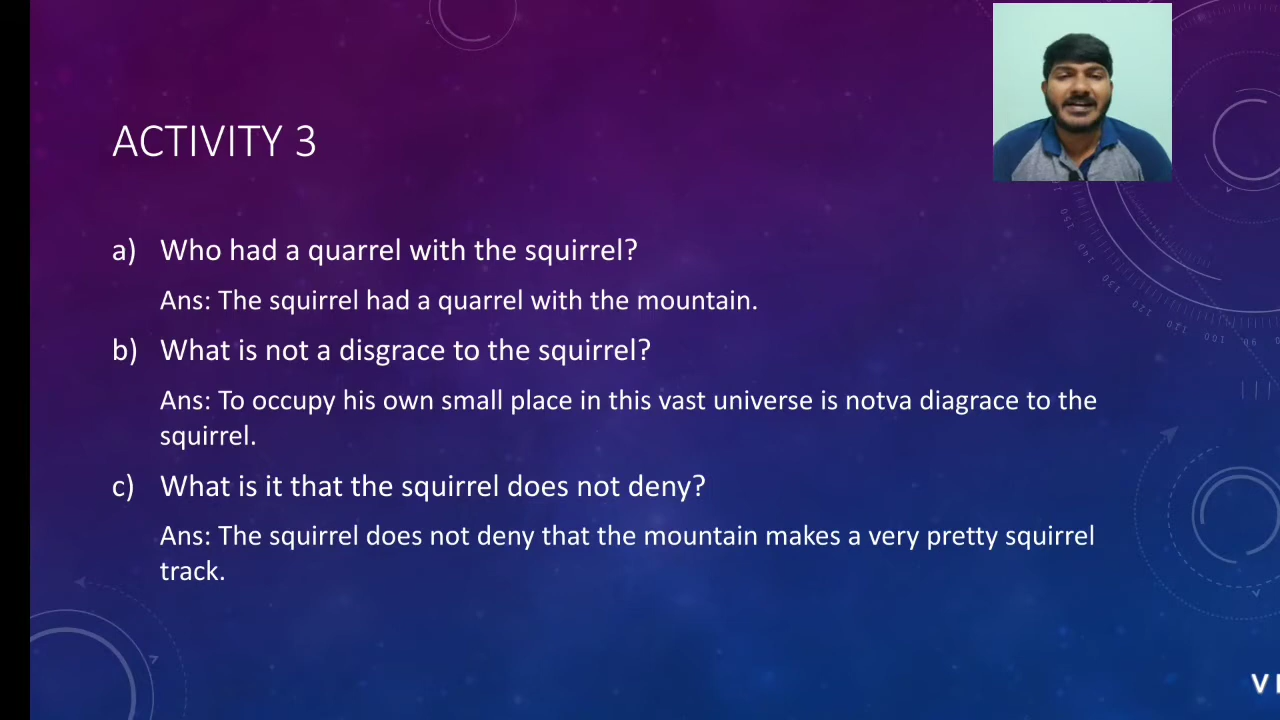 ACTIVITY 3
a) Who had a quarrel with the squirrel?
Ans: The squirrel had a quarrel with the mountain.
b) What is not a disgrace to the squirrel?
Ans: To occupy his own small place in this vast universe is notva diagrace to the
squirrel.
c) What is it that the squirrel does not deny?
Ans: The squirrel does not deny that the mountain makes a very pretty squirrel
track.